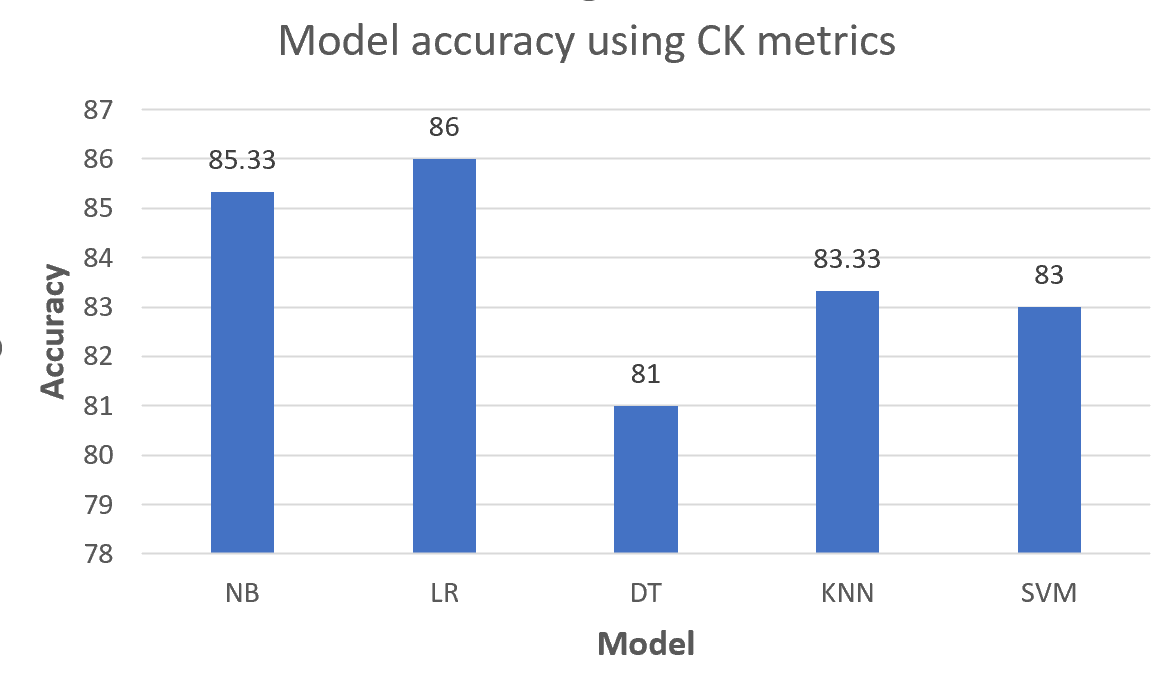 Model accuracy using CK metrics
87
86
85
84
83
82
81
80
79
78
Accuracy
85.33
86
81
83.33
83
NB
LR
DT
KNN
SVM
Model